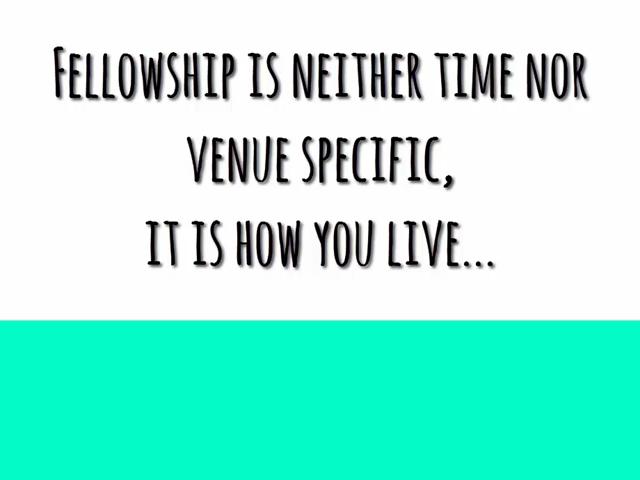 Fellowship is neither time nor
venue specific,
it is how you live...